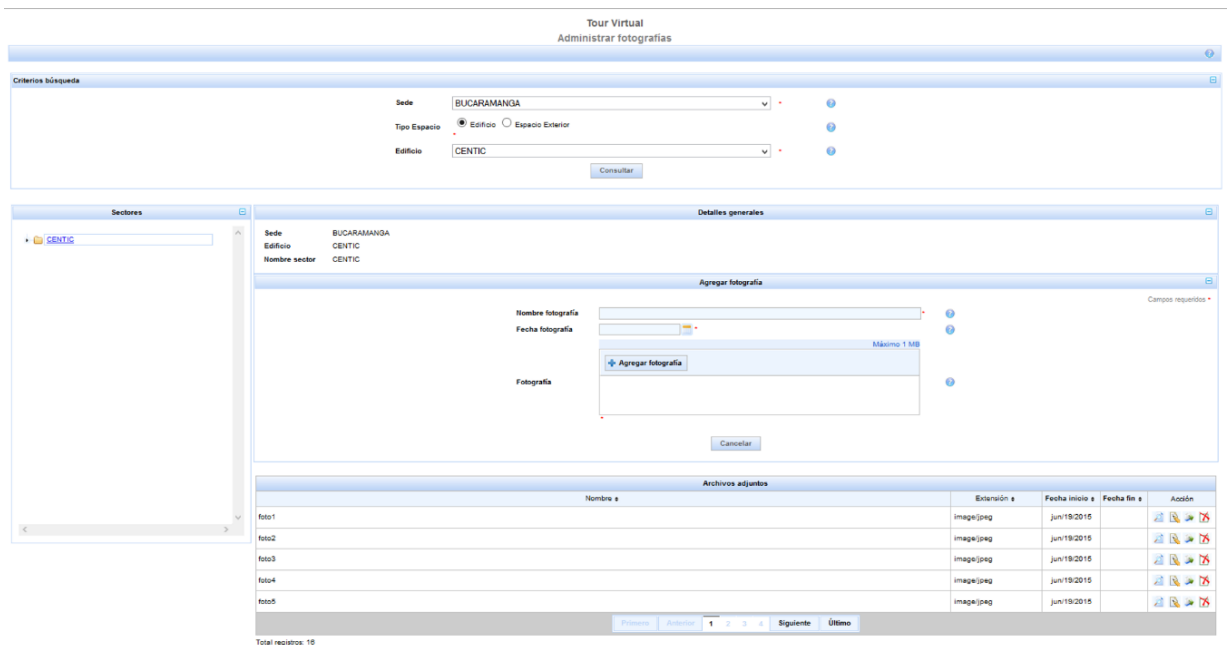 Tour Virtual
Administrar fotografías
Criterios búsqueda
Sede BUCARAMANGA *
Tipo Espacio Edificio Espacio Exterior
*
Edificio CENTIC *
Consultar
Sectores
CENTIC
Detalles generales
Sede BUCARAMANGA
Edificio CENTIC
Nombre sector CENTIC
Agregar fotografía
Campos requeridos *
Nombre fotografía *
Fecha fotografía *
Máximo 1 MB
Agregar fotografía
Fotografía
*
Cancelar
Archivos adjuntos
Nombre Extensión Fecha inicio Fecha fin Acción
foto1 image/jpeg jun/19/2015
foto2 image/jpeg jun/19/2015
foto3 image/jpeg jun/19/2015
foto4 image/jpeg jun/19/2015
foto5 image/jpeg jun/19/2015
Primero Anterior 1 2 3 4 Siguiente Último
Total registros: 16